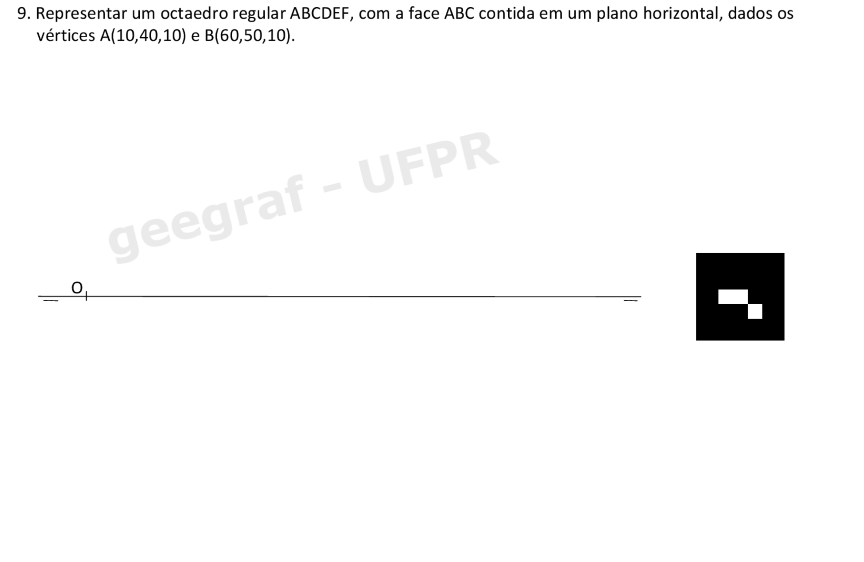 9. Representar um octaedro regular ABCDEF, com a face ABC contida em um plano horizontal, dados os
vértices A(10,40,10) e B(60,50,10).
geegraf - UFPR
O